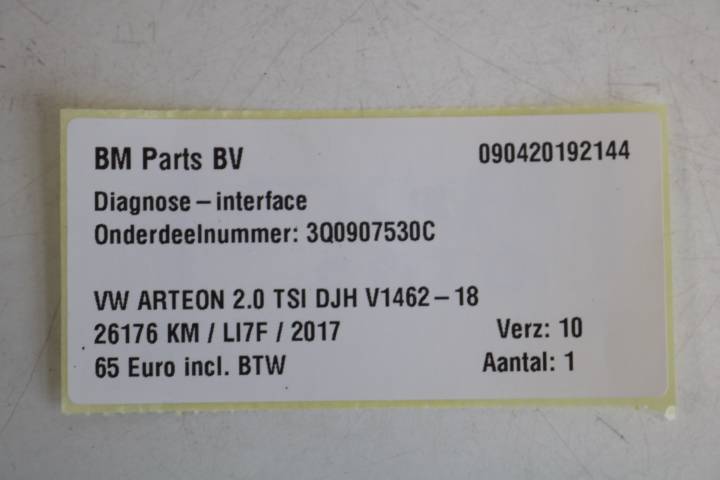 BM Parts BV 090420192144
Diagnose – interface
Onderdeelnummer: 3Q0907530C
VW ARTEON 2.0 TSI DJH V1462 – 18
26176 KM / LI7F / 2017 Verz: 10
65 Euro incl. BTW Aantal: 1